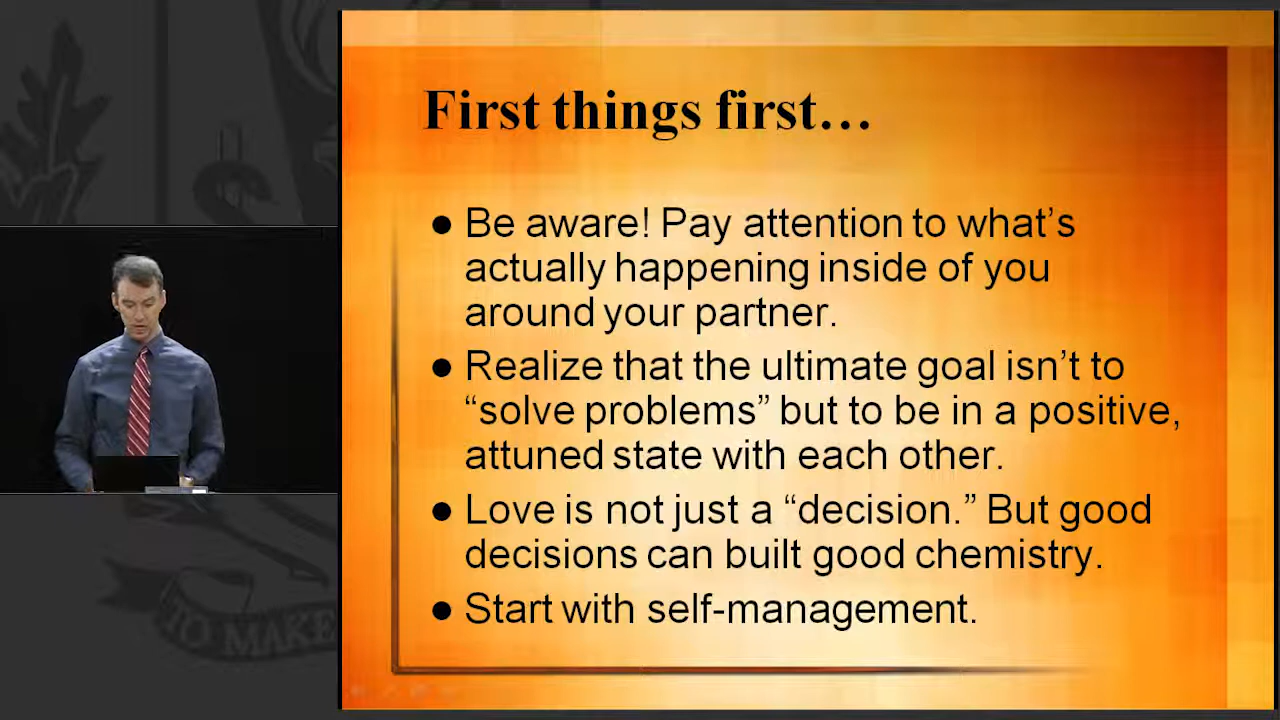 First things first…
● Be aware! Pay attention to what’s
actually happening inside of you
around your partner.
● Realize that the ultimate goal isn’t to
“solve problems” but to be in a positive,
attuned state with each other.
● Love is not just a “decision.” But good
decisions can built good chemistry.
● Start with self-management.
TO MAKE